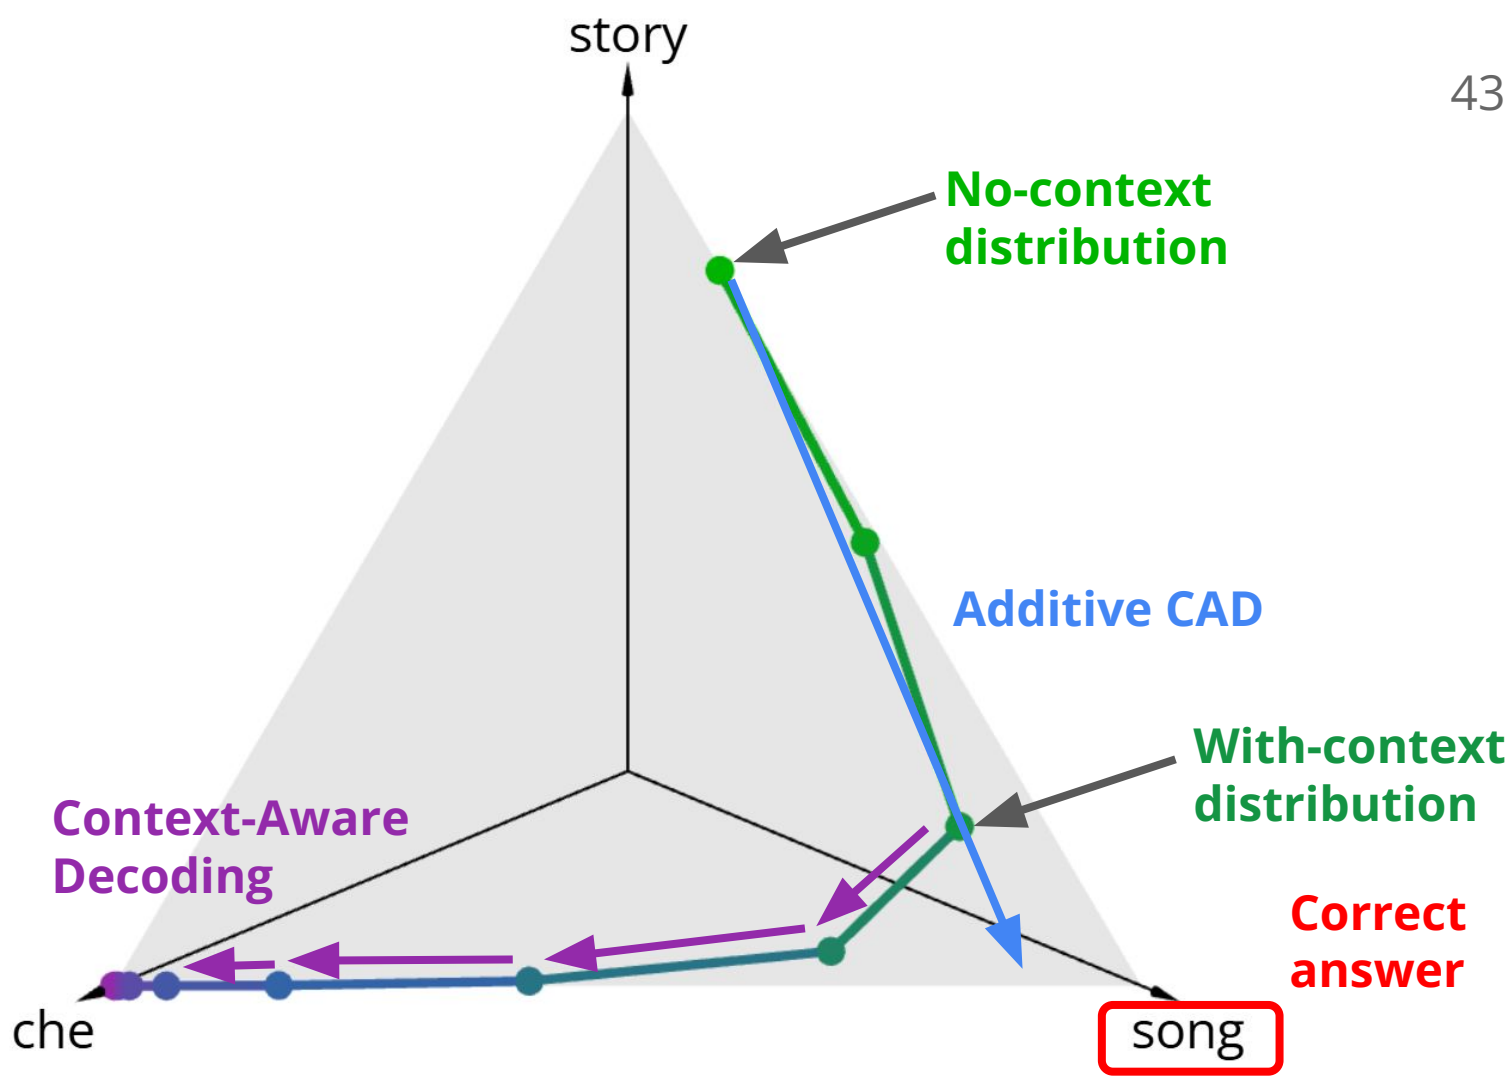 story
43
No-context
distribution
Additive CAD
With-context
distribution
Context-Aware
Decoding
Correct
answer
che
song